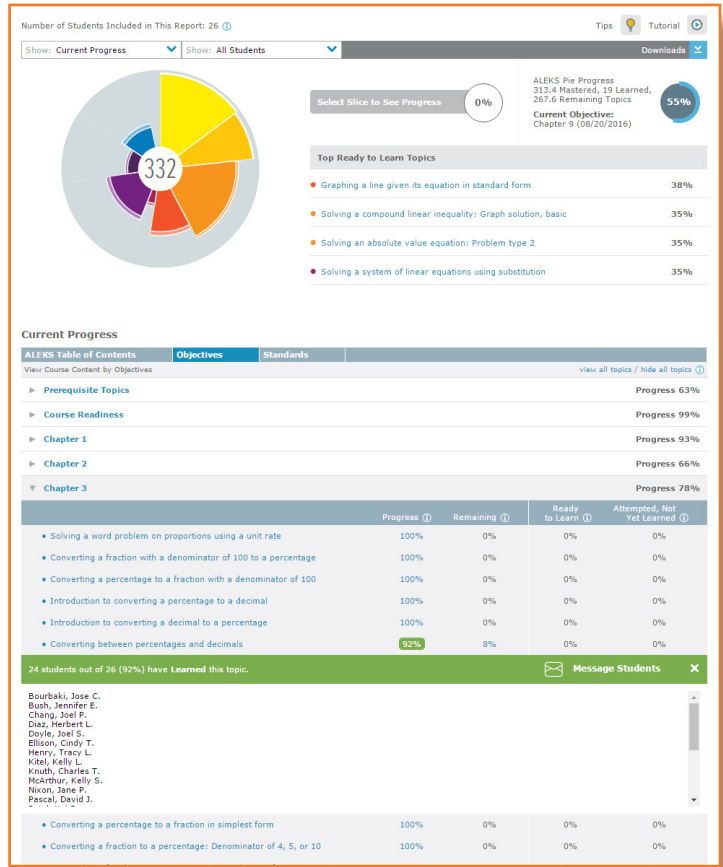 Number of Students Included in This Report: 26
Tips
Tutorial
Show: Current Progress
Show: All Students
Downloads
332
Select Slice to See Progress
0%
ALEKS Pie Progress
313.4 Mastered, 19 Learned,
267.6 Remaining Topics
Current Objective:
Chapter 9 (08/20/2016)
55%
Top Ready to Learn Topics
Graphing a line given its equation in standard form 38%
Solving a compound linear inequality: Graph solution, basic 35%
Solving an absolute value equation: Problem type 2 35%
Solving a system of linear equations using substitution 35%
Current Progress
ALEKS Table of Contents Objectives Standards
View Course Content by Objectives view all topics / hide all topics
Prerequisite Topics Progress 63%
Course Readiness Progress 99%
Chapter 1 Progress 93%
Chapter 2 Progress 66%
Chapter 3 Progress 78%
Progress Remaining Ready to Learn Attempted, Not Yet Learned
Solving a word problem on proportions using a unit rate 100% 0% 0% 0%
Converting a fraction with a denominator of 100 to a percentage 100% 0% 0% 0%
Converting a percentage to a fraction with a denominator of 100 100% 0% 0% 0%
Introduction to converting a percentage to a decimal 100% 0% 0% 0%
Introduction to converting a decimal to a percentage 100% 0% 0% 0%
Converting between percentages and decimals 92% 8% 0% 0%
24 students out of 26 (92%) have Learned this topic. Message Students X
Bourbaki, Jose C.
Bush, Jennifer E.
Chang, Joel P.
Diaz, Herbert L.
Doyle, Joel S.
Ellison, Cindy T.
Henry, Tracy L.
Kitel, Kelly L.
Knuth, Charles T.
McArthur, Kelly S.
Nixon, Jane P.
Pascal, David J.
Converting a percentage to a fraction in simplest form 100% 0% 0% 0%
Converting a fraction to a percentage: Denominator of 4, 5, or 10 100% 0% 0% 0%